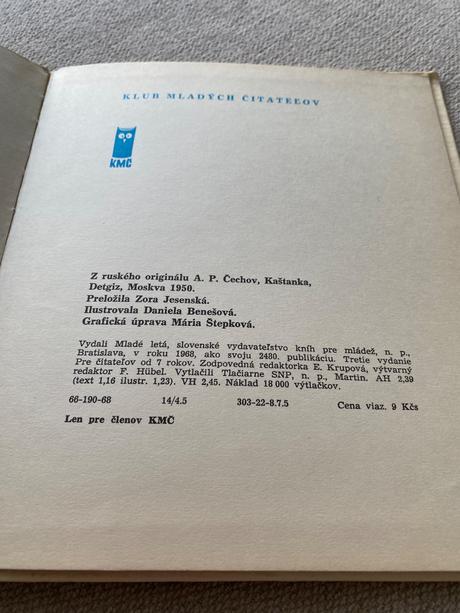 KLUB MLADÝCH ČITATEĽOV
KMČ
Z ruského originálu A. P. Čechov, Kaštanka,
Detgiz, Moskva 1950.
Preložila Zora Jesenská.
Ilustrovala Daniela Benešová.
Grafická úprava Mária Štepková.
Vydali Mladé letá, slovenské vydavateľstvo kníh pre mládež, n. p.,
Bratislava, v roku 1968, ako svoju 2480. publikáciu. Tretie vydanie
Pre čitateľov od 7 rokov. Zodpovedná redaktorka E. Krupová, výtvarný
redaktor F. Hübel. Vytlačili Tlačiarne SNP, n. p., Martin. AH 2,39
(text 1,16 ilustr. 1,23). VH 2,45. Náklad 18 000 výtlačkov.
66-190-68 14/4.5 303-22-8.7.5 Cena viaz. 9 Kčs
Len pre členov KMČ